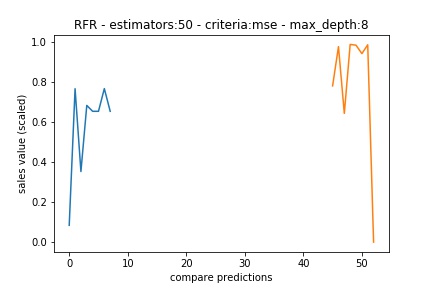 RFR - estimators:50 - criteria:mse - max_depth:8
sales value (scaled)
1.0
0.8
0.6
0.4
0.2
0.0
0 10 20 30 40 50
compare predictions